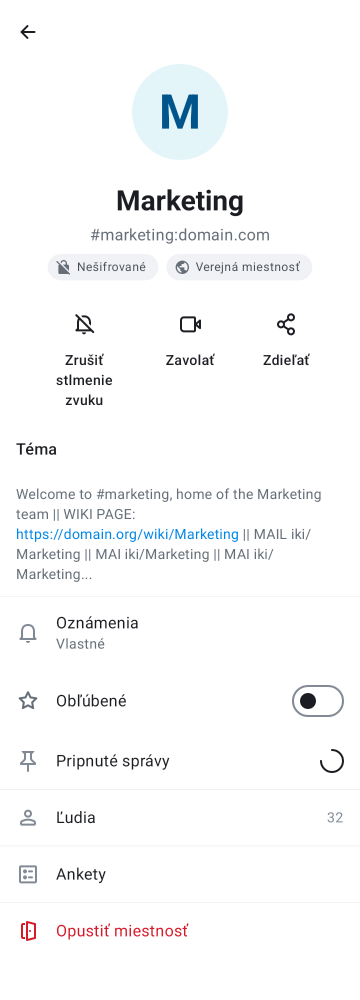 M
Marketing
#marketing:domain.com
Nešifrované
Verejná miestnosť
Zrušiť
stlmenie
zvuku
Zavolať
Zdieľať
Téma
Welcome to #marketing, home of the Marketing
team || WIKI PAGE:
https://domain.org/wiki/Marketing || MAIL iki/
Marketing || MAI iki/Marketing || MAI iki/
Marketing...
Oznámenia
Vlastné
Obľúbené
Pripnuté správy
Ľudia 32
Ankety
Opustiť miestnosť